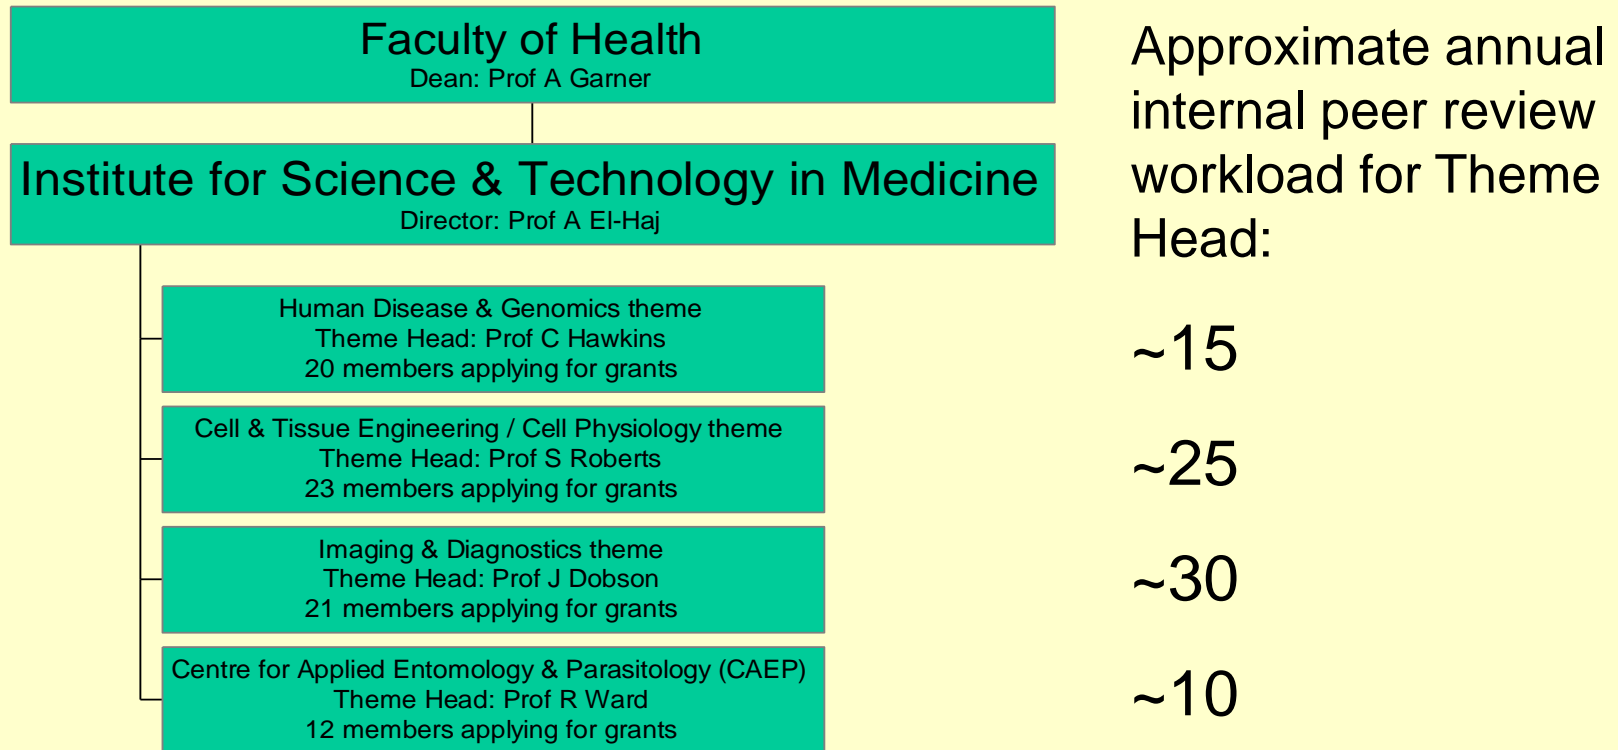 Faculty of Health
Dean: Prof A Garner
Institute for Science & Technology in Medicine
Director: Prof A El-Haj
Human Disease & Genomics theme
Theme Head: Prof C Hawkins
20 members applying for grants
Cell & Tissue Engineering / Cell Physiology theme
Theme Head: Prof S Roberts
23 members applying for grants
Imaging & Diagnostics theme
Theme Head: Prof J Dobson
21 members applying for grants
Centre for Applied Entomology & Parasitology (CAEP)
Theme Head: Prof R Ward
12 members applying for grants
Approximate annual
internal peer review
workload for Theme
Head:
~15
~25
~30
~10